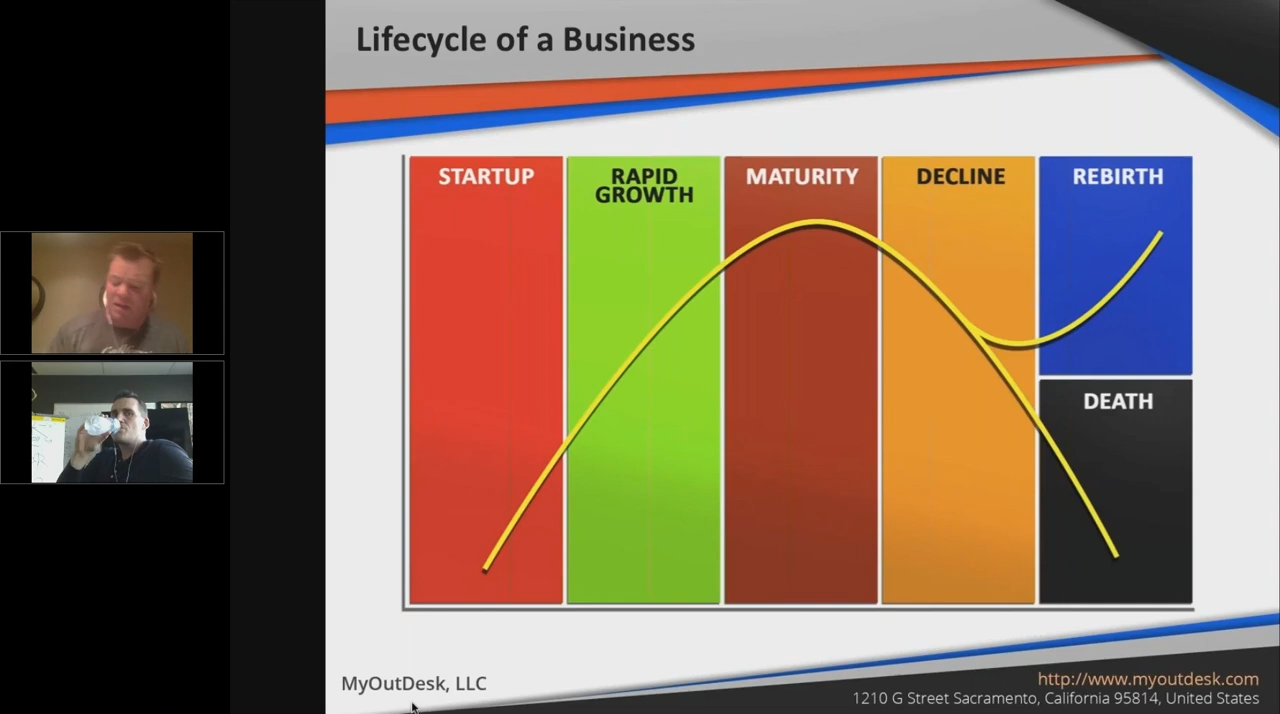 Lifecycle of a Business
STARTUP
RAPID
GROWTH
MATURITY
DECLINE
REBIRTH
DEATH
MyOutDesk, LLC
http://www.myoutdesk.com
1210 G Street Sacramento, California 95814, United States